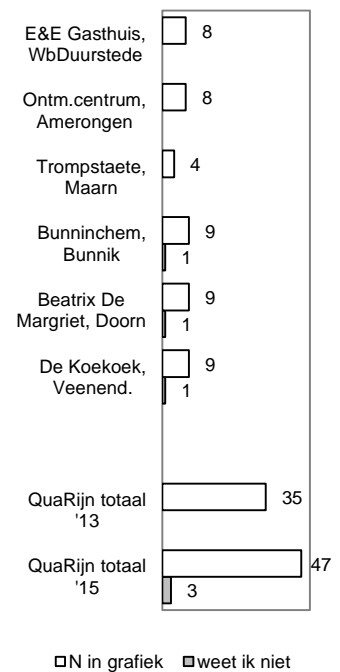 E&E Gasthuis, 8
WbDuurstede
Ontm.centrum, 8
Amerongen
Trompstaete, 4
Maarn
Bunninchem, 9
Bunnik 1
Beatrix De 9
Margriet, Doorn 1
De Koekoek, 9
Veenend. 1
QuaRijn totaal 35
'13
QuaRijn totaal 47
'15 3
N in grafiek weet ik niet